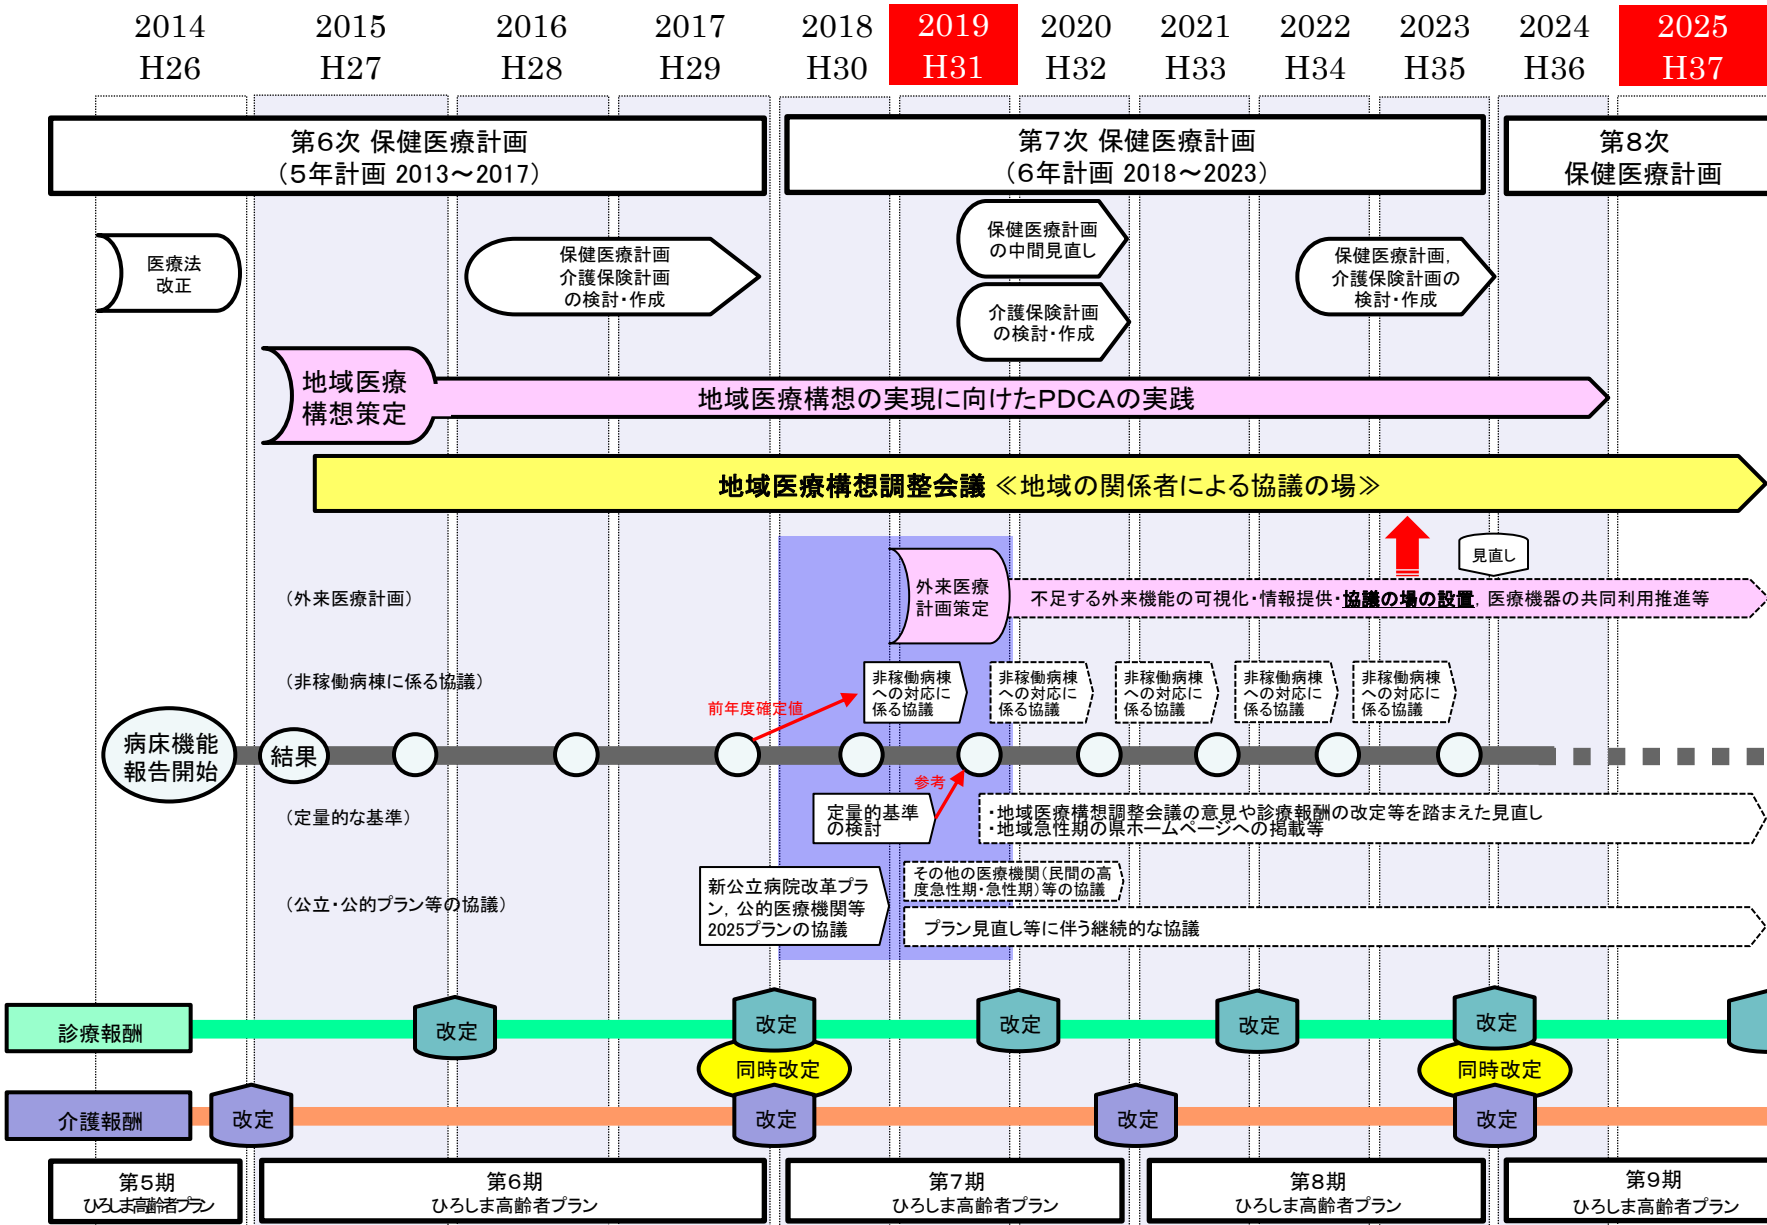 2014 2015 2016 2017 2018 2019 2020 2021 2022 2023 2024 2025
H26 H27 H28 H29 H30 H31 H32 H33 H34 H35 H36 H37
第6次 保健医療計画
(5年計画 2013～2017)
第7次 保健医療計画
(6年計画 2018～2023)
第8次
保健医療計画
医療法
改正
保健医療計画
介護保険計画
の検討・作成
保健医療計画
の中間見直し
介護保険計画
の検討・作成
保健医療計画，
介護保険計画の
検討・作成
地域医療
構想策定
地域医療構想の実現に向けたPDCAの実践
地域医療構想調整会議 ≪地域の関係者による協議の場≫
見直し
(外来医療計画)
外来医療
計画策定
不足する外来機能の可視化・情報提供・協議の場の設置，医療機器の共同利用推進等
(非稼働病棟に係る協議)
前年度確定値
非稼働病棟
への対応に
係る協議
非稼働病棟
への対応に
係る協議
非稼働病棟
への対応に
係る協議
非稼働病棟
への対応に
係る協議
非稼働病棟
への対応に
係る協議
病床機能
報告開始
結果
参考
(定量的な基準)
定量的基準
の検討
・地域医療構想調整会議の意見や診療報酬の改定等を踏まえた見直し
・地域急性期の県ホームページへの掲載等
(公立・公的プラン等の協議)
新公立病院改革プラ
ン，公的医療機関等
2025プランの協議
その他の医療機関(民間の高
度急性期・急性期)等の協議
プラン見直し等に伴う継続的な協議
診療報酬
改定
改定
改定
改定
改定
同時改定
同時改定
介護報酬
改定
改定
改定
改定
第5期
ひろしま高齢者プラン
第6期
ひろしま高齢者プラン
第7期
ひろしま高齢者プラン
第8期
ひろしま高齢者プラン
第9期
ひろしま高齢者プラン